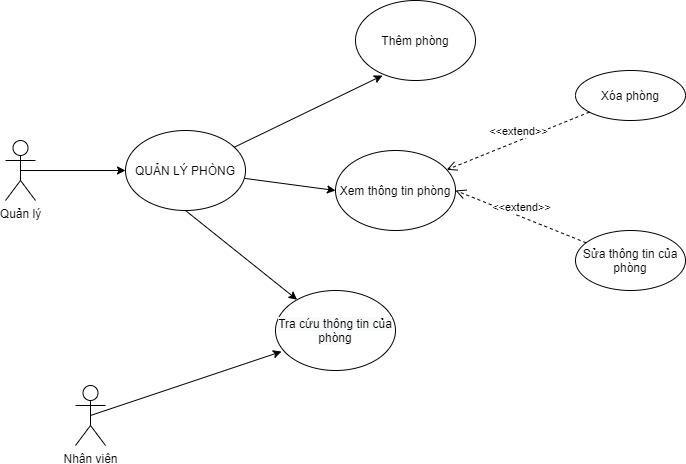 Thêm phòng
Xóa phòng
<<extend>>
QUẢN LÝ PHÒNG
Xem thông tin phòng
Quản lý
<<extend>>
Sửa thông tin của
phòng
Tra cứu thông tin của
phòng
Nhân viên